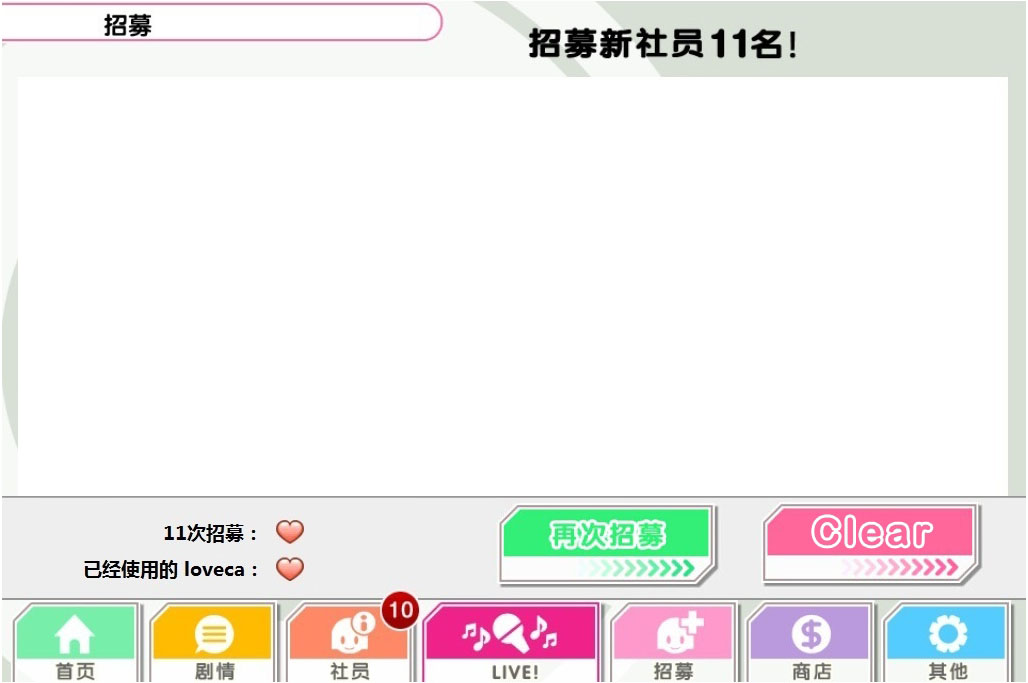 招募
招募新社员11名!
11次招募：
已经使用的 loveca：
再次招募
Clear
10
首页
剧情
社员
LIVE!
招募
商店
其他